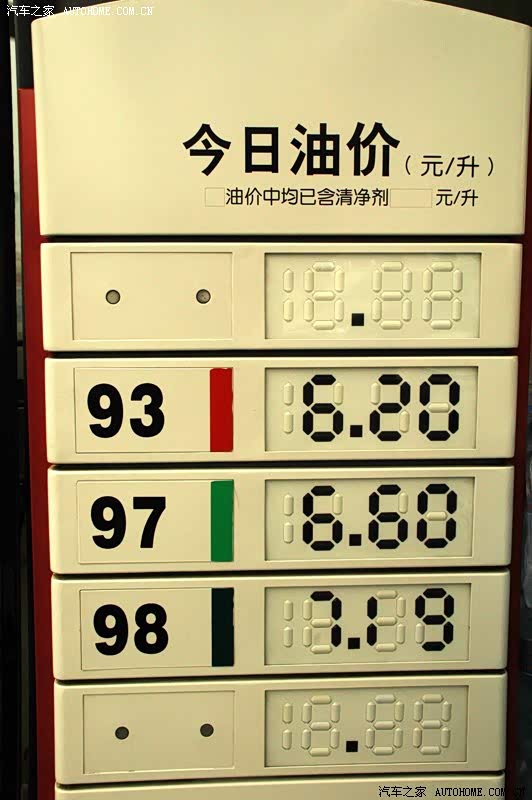 汽车之家 AUTOHOME.COM.CN
今日油价（元/升）
油价中均已含清净剂 元/升
93 6.20
97 6.60
98 7.19
汽车之家 AUTOHOME.COM.CN